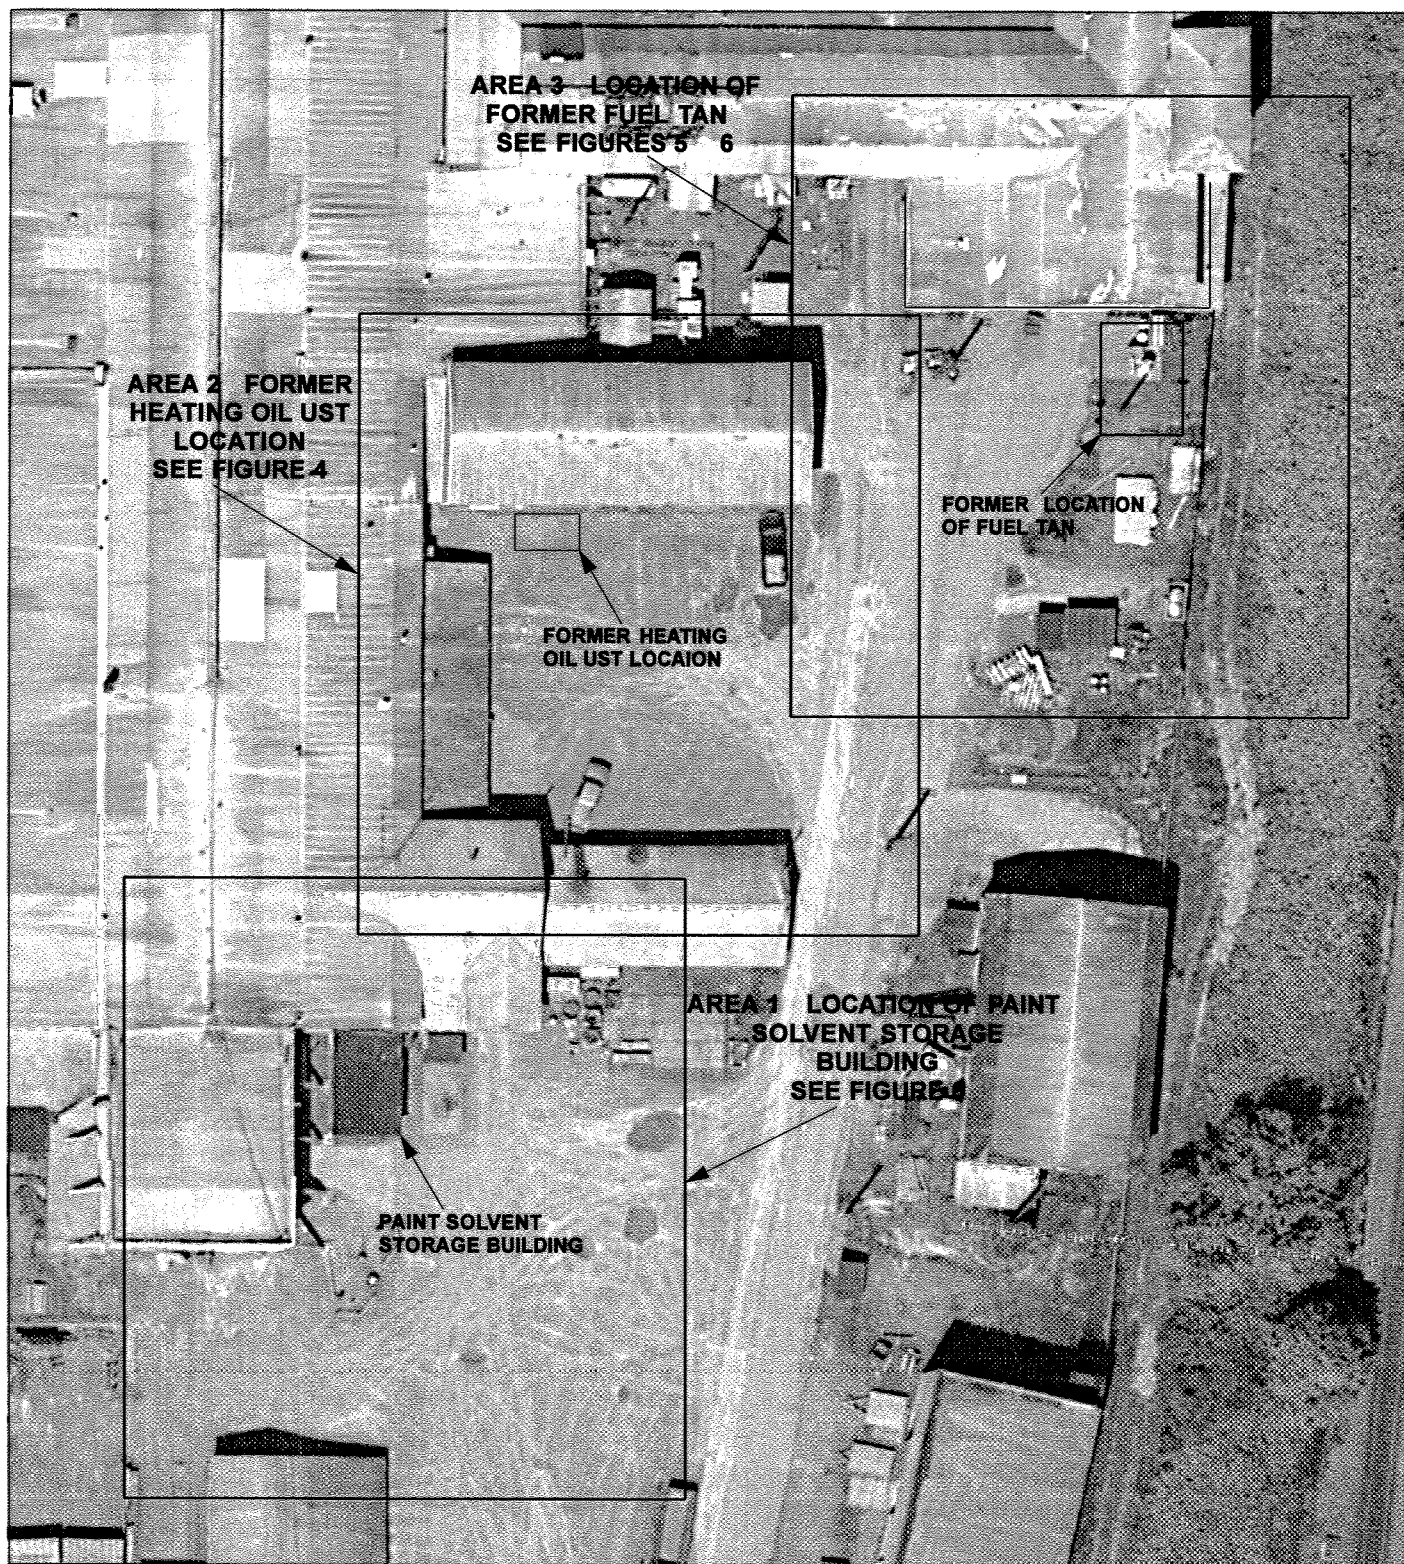 AREA 3 LOCATION OF
FORMER FUEL TAN
SEE FIGURES 5 6
AREA 2 FORMER
HEATING OIL UST
LOCATION
SEE FIGURE 4
FORMER LOCATION
OF FUEL TAN
FORMER HEATING
OIL UST LOCAION
AREA 1 LOCATION OF PAINT
SOLVENT STORAGE
BUILDING
SEE FIGURE
PAINT SOLVENT
STORAGE BUILDING